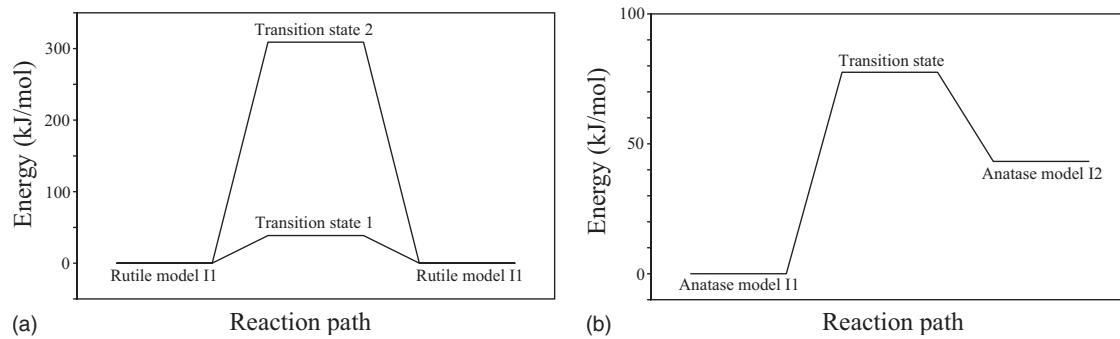 Energy (kJ/mol)
300
200
100
0
Transition state 2
Transition state 1
Rutile model I1
Rutile model I1
(a)
Reaction path
Energy (kJ/mol)
100
50
0
Transition state
Anatase model I2
Anatase model I1
(b)
Reaction path